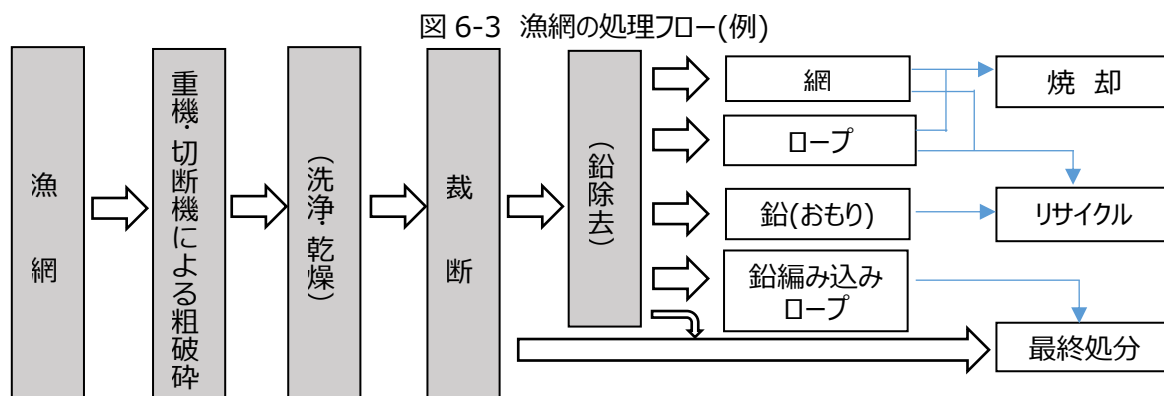 図 6-3 漁網の処理フロー(例)
漁網
重機・切断機による粗破砕
(洗浄・乾燥)
裁断
(鉛除去)
網
ロープ
鉛(おもり)
鉛編み込み
ロープ
焼 却
リサイクル
最終処分